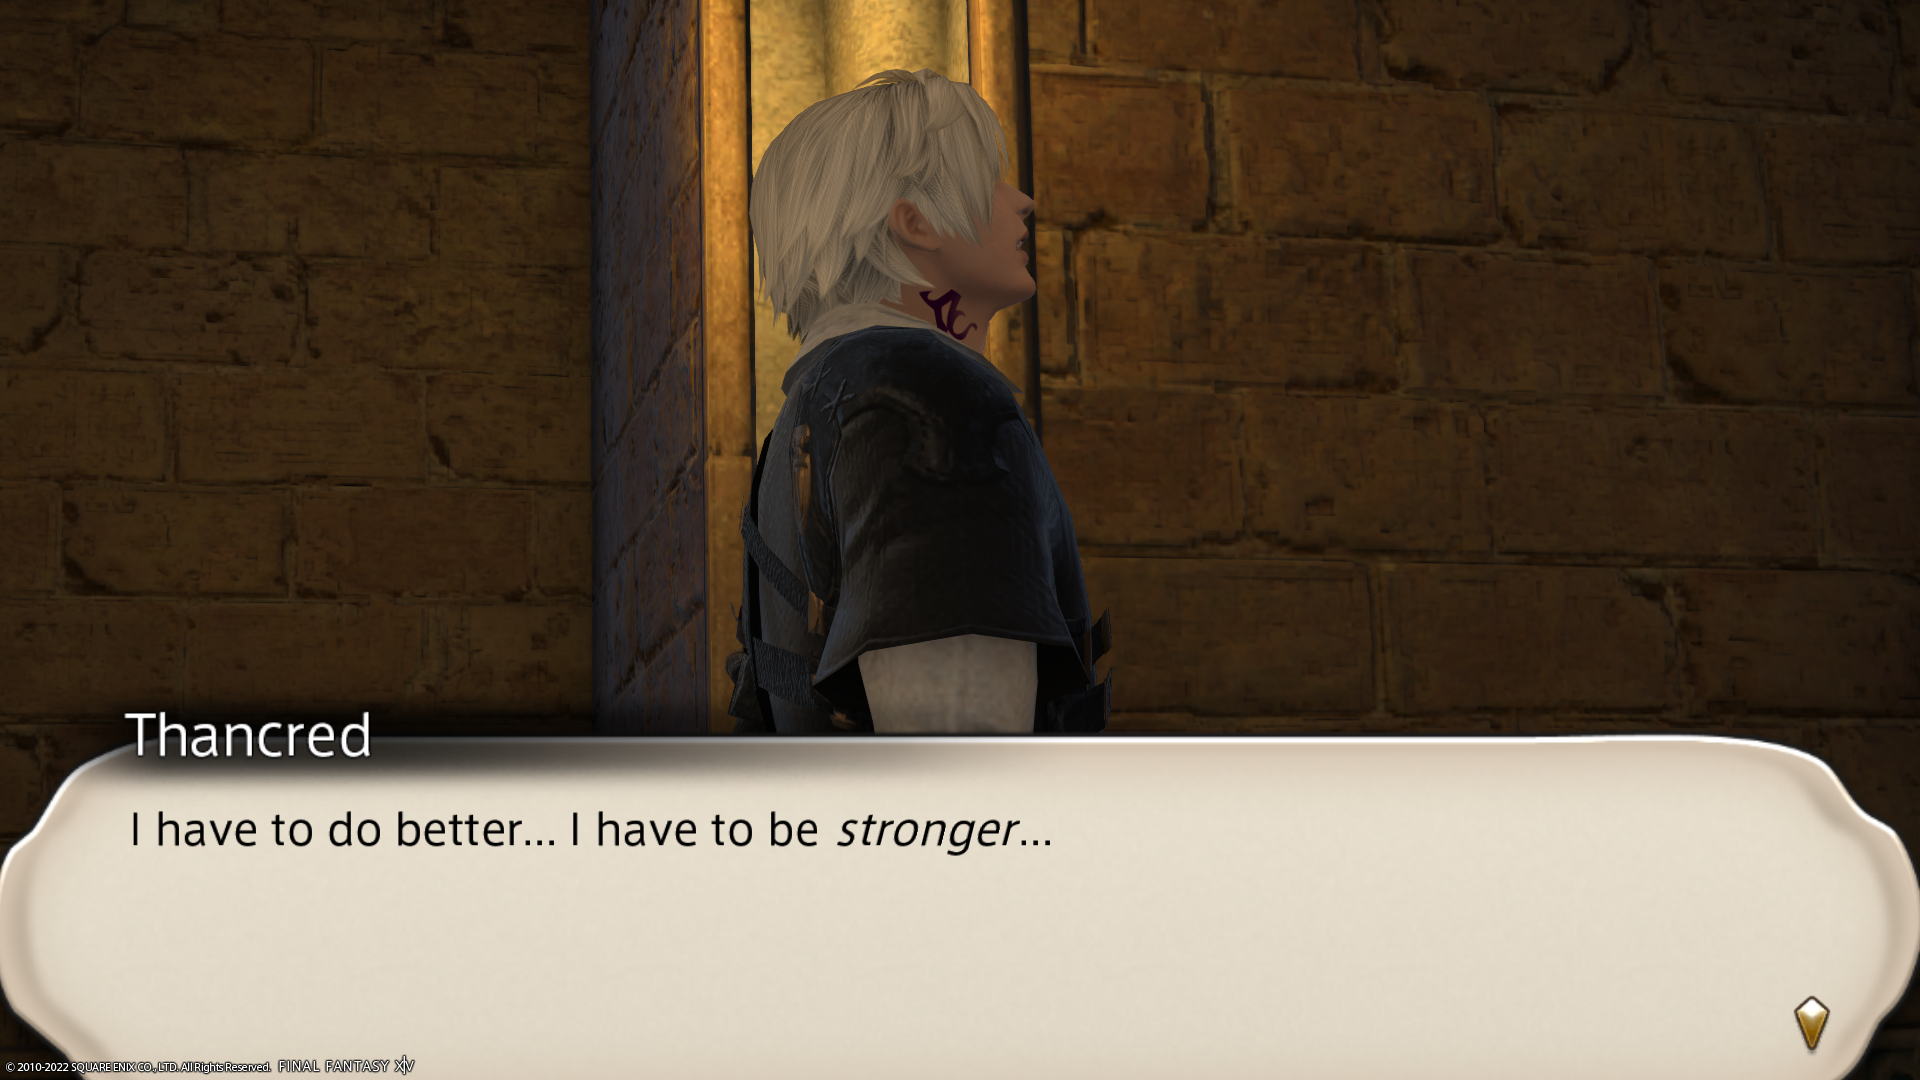 Thancred
I have to do better... I have to be stronger...
© 2010-2022 SQUARE ENIX CO., LTD. All Rights Reserved. FINAL FANTASY XIV